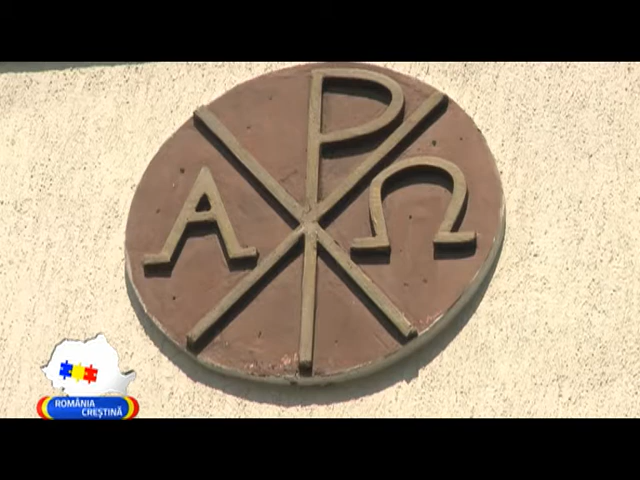 Α Ρ Ω
ROMÂNIA
CREȘTINĂ